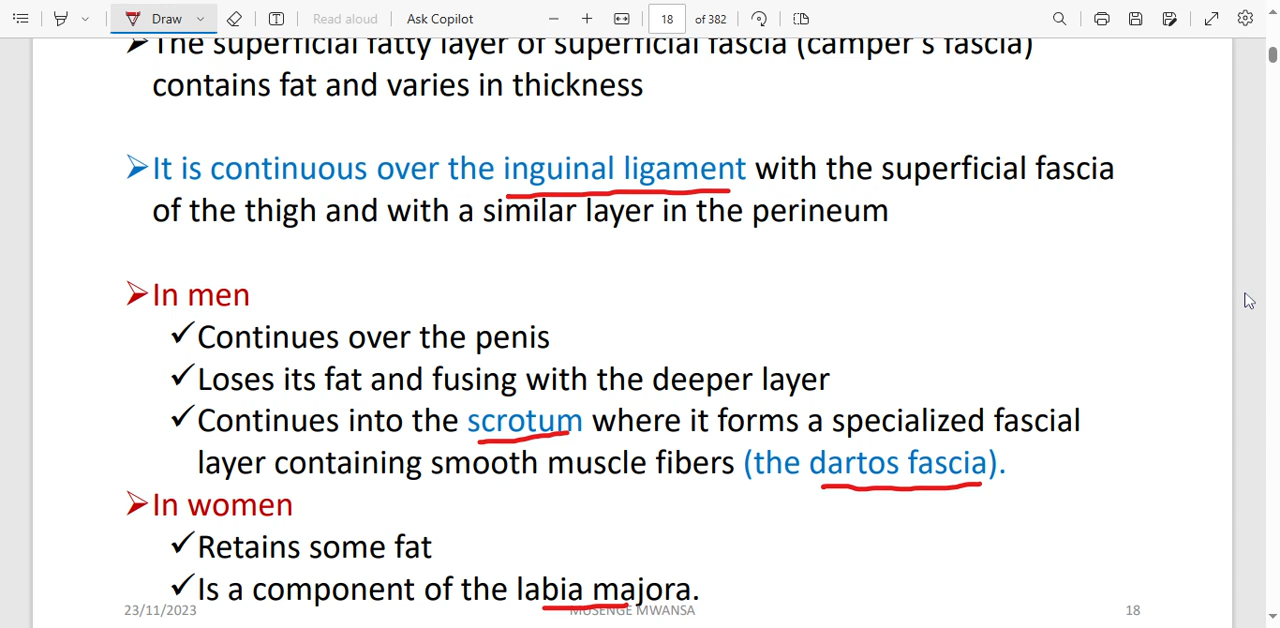 Draw
Read aloud
Ask Copilot
18
of 382
➤The superficial fatty layer of superficial fascia (camper's fascia)
contains fat and varies in thickness
➤It is continuous over the inguinal ligament with the superficial fascia
of the thigh and with a similar layer in the perineum
➤In men
✓Continues over the penis
✓Loses its fat and fusing with the deeper layer
✓Continues into the scrotum where it forms a specialized fascial
layer containing smooth muscle fibers (the dartos fascia).
➤In women
✓Retains some fat
✓Is a component of the labia majora.
23/11/2023
MUSENGE MWANSA
18